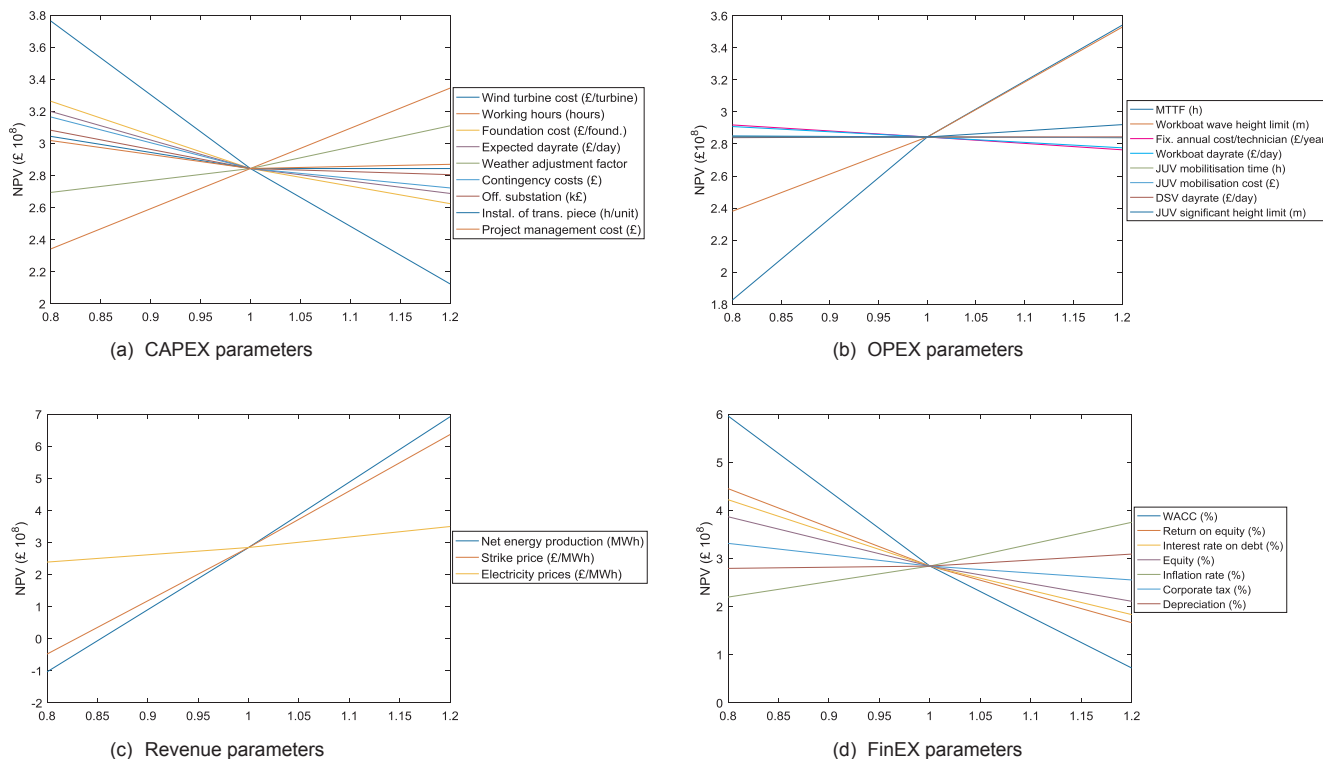 3.8
3.6
3.4
3.2
3
2.8
2.6
2.4
2.2
2
NPV (£ 10^8)
0.8 0.85 0.9 0.95 1 1.05 1.1 1.15 1.2
Wind turbine cost (£/turbine)
Working hours (hours)
Foundation cost (£/found.)
Expected dayrate (£/day)
Weather adjustment factor
Contingency costs (£)
Off. substation (k£)
Instal. of trans. piece (h/unit)
Project management cost (£)
(a) CAPEX parameters
3.6
3.4
3.2
3
2.8
2.6
2.4
2.2
2
1.8
NPV (£ 10^8)
0.8 0.85 0.9 0.95 1 1.05 1.1 1.15 1.2
MTTF (h)
Workboat wave height limit (m)
Fix. annual cost/technician (£/year)
Workboat dayrate (£/day)
JUV mobilitisation time (h)
JUV mobilisation cost (£)
DSV dayrate (£/day)
JUV significant height limit (m)
(b) OPEX parameters
7
6
5
4
3
2
1
0
-1
-2
NPV (£ 10^8)
0.8 0.85 0.9 0.95 1 1.05 1.1 1.15 1.2
Net energy production (MWh)
Strike price (£/MWh)
Electricity prices (£/MWh)
(c) Revenue parameters
6
5
4
3
2
1
0
NPV (£ 10^8)
0.8 0.85 0.9 0.95 1 1.05 1.1 1.15 1.2
WACC (%)
Return on equity (%)
Interest rate on debt (%)
Equity (%)
Inflation rate (%)
Corporate tax (%)
Depreciation (%)
(d) FinEX parameters